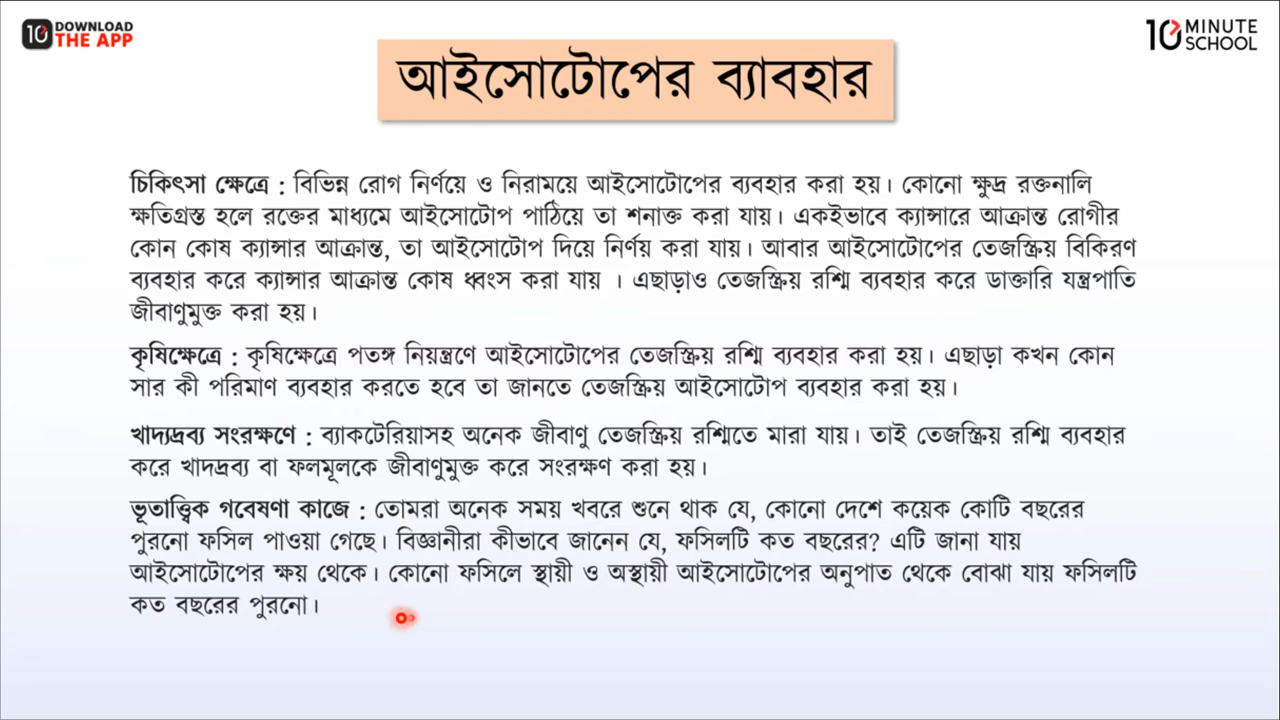 DOWNLOAD
THE APP
10 MINUTE
SCHOOL
আইসোটোপের ব্যাবহার
চিকিৎসা ক্ষেত্রে : বিভিন্ন রোগ নির্ণয়ে ও নিরাময়ে আইসোটোপের ব্যবহার করা হয়। কোনো ক্ষুদ্র রক্তনালি
ক্ষতিগ্রস্ত হলে রক্তের মাধ্যমে আইসোটোপ পাঠিয়ে তা শনাক্ত করা যায়। একইভাবে ক্যান্সারে আক্রান্ত রোগীর
কোন কোষ ক্যান্সার আক্রান্ত, তা আইসোটোপ দিয়ে নির্ণয় করা যায়। আবার আইসোটোপের তেজস্ক্রিয় বিকিরণ
ব্যবহার করে ক্যান্সার আক্রান্ত কোষ ধ্বংস করা যায় । এছাড়াও তেজস্ক্রিয় রশ্মি ব্যবহার করে ডাক্তারি যন্ত্রপাতি
জীবাণুমুক্ত করা হয়।
কৃষিক্ষেত্রে : কৃষিক্ষেত্রে পতঙ্গ নিয়ন্ত্রণে আইসোটোপের তেজস্ক্রিয় রশ্মি ব্যবহার করা হয়। এছাড়া কখন কোন
সার কী পরিমাণ ব্যবহার করতে হবে তা জানতে তেজস্ক্রিয় আইসোটোপ ব্যবহার করা হয়।
খাদ্যদ্রব্য সংরক্ষণে : ব্যাকটেরিয়াসহ অনেক জীবাণু তেজস্ক্রিয় রশ্মিতে মারা যায়। তাই তেজস্ক্রিয় রশ্মি ব্যবহার
করে খাদদ্রব্য বা ফলমূলকে জীবাণুমুক্ত করে সংরক্ষণ করা হয়।
ভূতাত্ত্বিক গবেষণা কাজে : তোমরা অনেক সময় খবরে শুনে থাক যে, কোনো দেশে কয়েক কোটি বছরের
পুরনো ফসিল পাওয়া গেছে। বিজ্ঞানীরা কীভাবে জানেন যে, ফসিলটি কত বছরের? এটি জানা যায়
আইসোটোপের ক্ষয় থেকে। কোনো ফসিলে স্থায়ী ও অস্থায়ী আইসোটোপের অনুপাত থেকে বোঝা যায় ফসিলটি
কত বছরের পুরনো।